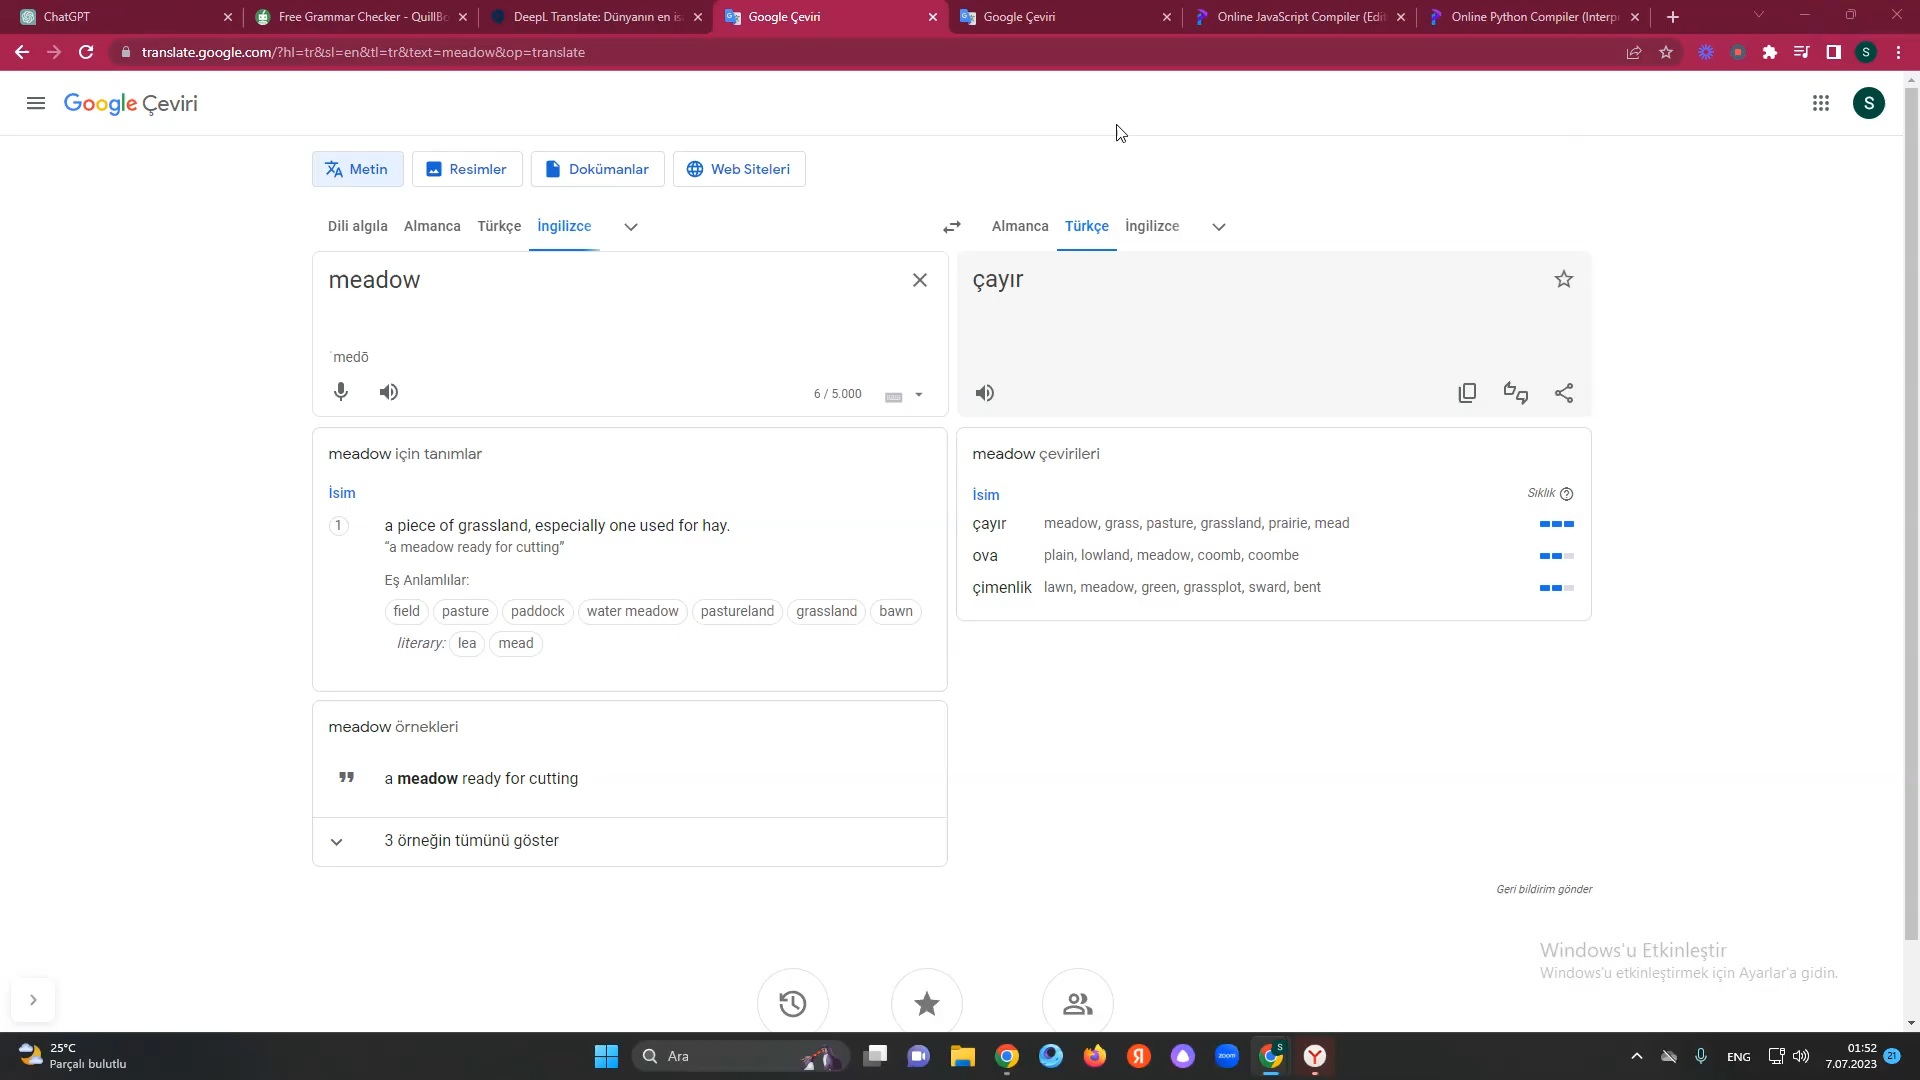 ChatGPT
Free Grammar Checker - QuillBo
DeepL Translate: Dünyanın en is
Google Çeviri
Google Çeviri
Online JavaScript Compiler (Edit
Online Python Compiler (Interp
translate.google.com/?hl=tr&sl=en&tl=tr&text=meadow&op=translate
S
Google Çeviri
S
Metin
Resimler
Dokümanlar
Web Siteleri
Dili algıla
Almanca
Türkçe
İngilizce
Almanca
Türkçe
İngilizce
meadow
çayır
ˈmedō
6 / 5.000
meadow için tanımlar
İsim
1
a piece of grassland, especially one used for hay.
“a meadow ready for cutting”
Eş Anlamlılar:
field
pasture
paddock
water meadow
pastureland
grassland
bawn
literary:
lea
mead
meadow çevirileri
İsim
Sıklık
çayır meadow, grass, pasture, grassland, prairie, mead
ova plain, lowland, meadow, coomb, coombe
çimenlik lawn, meadow, green, grassplot, sward, bent
meadow örnekleri
a meadow ready for cutting
3 örneğin tümünü göster
Geri bildirim gönder
Windows'u Etkinleştir
Windows'u etkinleştirmek için Ayarlar'a gidin.
25°C
Parçalı bulutlu
Ara
zoom
S
ENG
01:52
7.07.2023
21